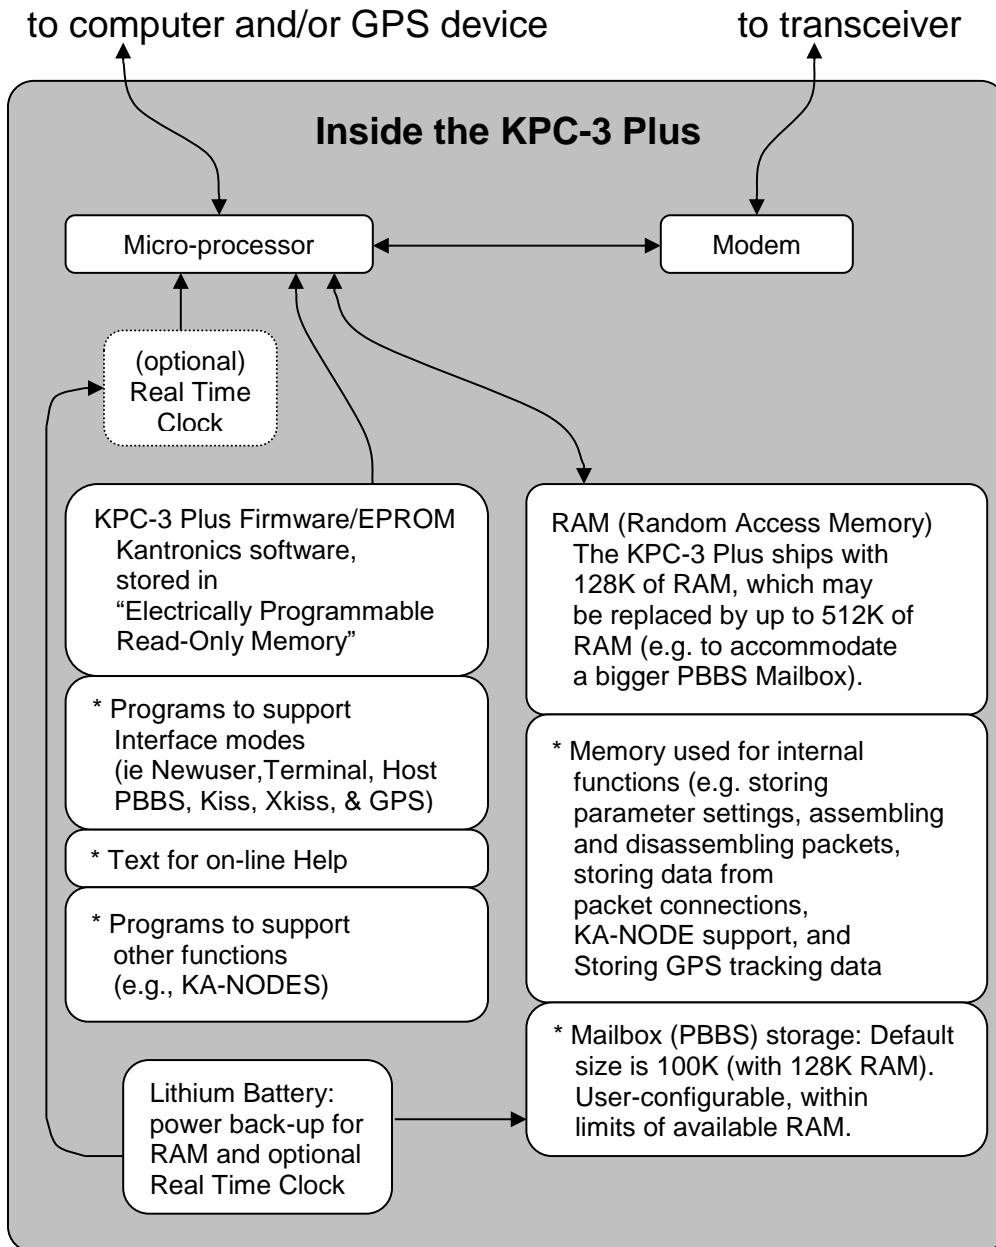 to computer and/or GPS device
to transceiver
Inside the KPC-3 Plus
Micro-processor
Modem
(optional)
Real Time
Clock
KPC-3 Plus Firmware/EPROM
Kantronics software,
stored in
“Electrically Programmable
Read-Only Memory”
* Programs to support
Interface modes
(ie Newuser,Terminal, Host
PBBS, Kiss, Xkiss, & GPS)
* Text for on-line Help
* Programs to support
other functions
(e.g., KA-NODES)
Lithium Battery:
power back-up for
RAM and optional
Real Time Clock
RAM (Random Access Memory)
The KPC-3 Plus ships with
128K of RAM, which may
be replaced by up to 512K of
RAM (e.g. to accommodate
a bigger PBBS Mailbox).
* Memory used for internal
functions (e.g. storing
parameter settings, assembling
and disassembling packets,
storing data from
packet connections,
KA-NODE support, and
Storing GPS tracking data
* Mailbox (PBBS) storage: Default
size is 100K (with 128K RAM).
User-configurable, within
limits of available RAM.